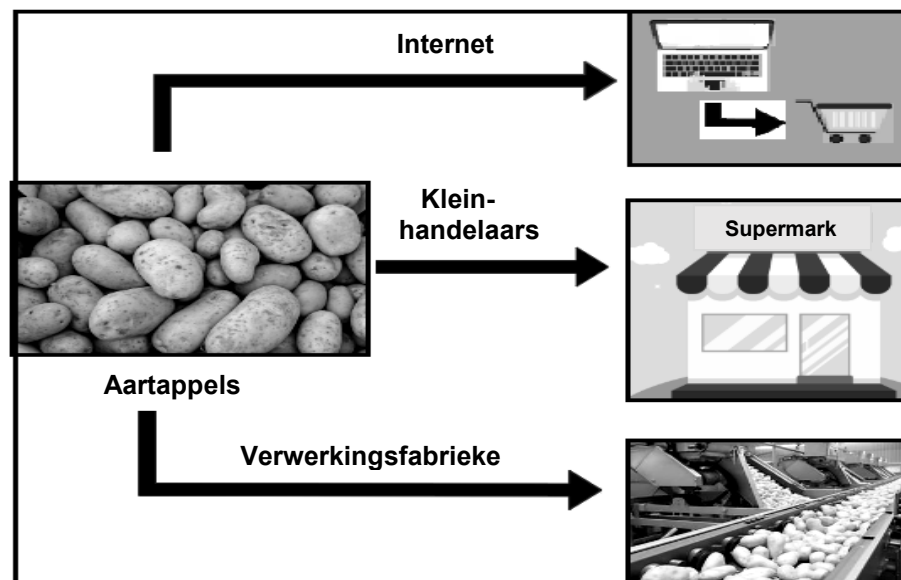 Internet
Klein-
handelaars
Supermark
Aartappels
Verwerkingsfabrieke